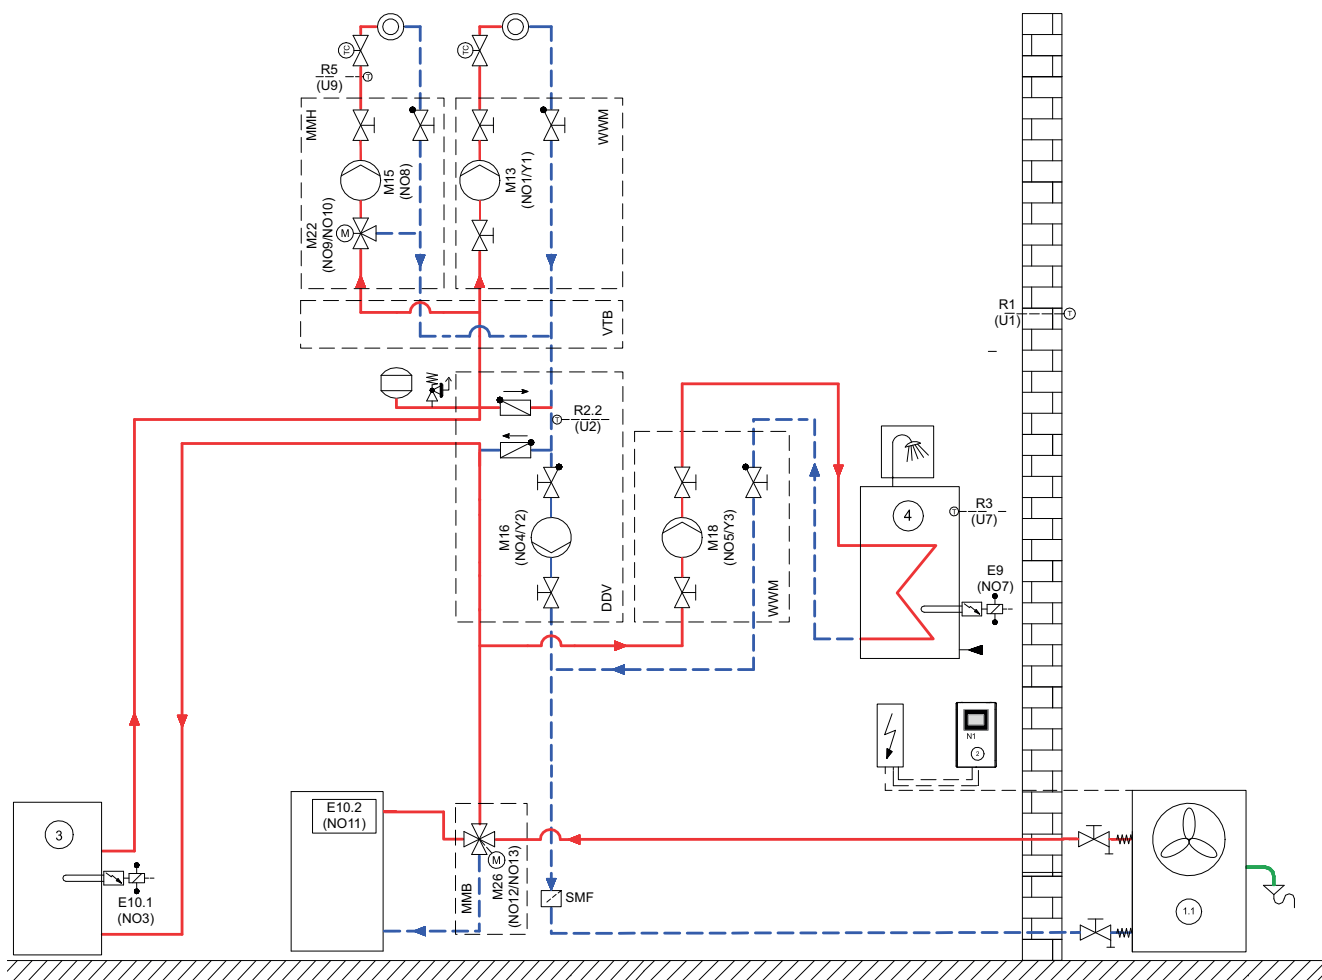 TC
TC
R5
(U9)
T
MMH
M15
(NO8)
M22
(NO9/NO10)
M
WWM
M13
(NO1/Y1)
VTB
R1
(U1)
T
R2.2
(U2)
T
M16
(NO4/Y2)
DDV
M18
(NO5/Y3)
WWM
4
R3
(U7)
T
E9
(NO7)
N1
2
3
E10.1
(NO3)
E10.2
(NO11)
MMB
M
M26
(NO12/NO13)
SMF
1.1